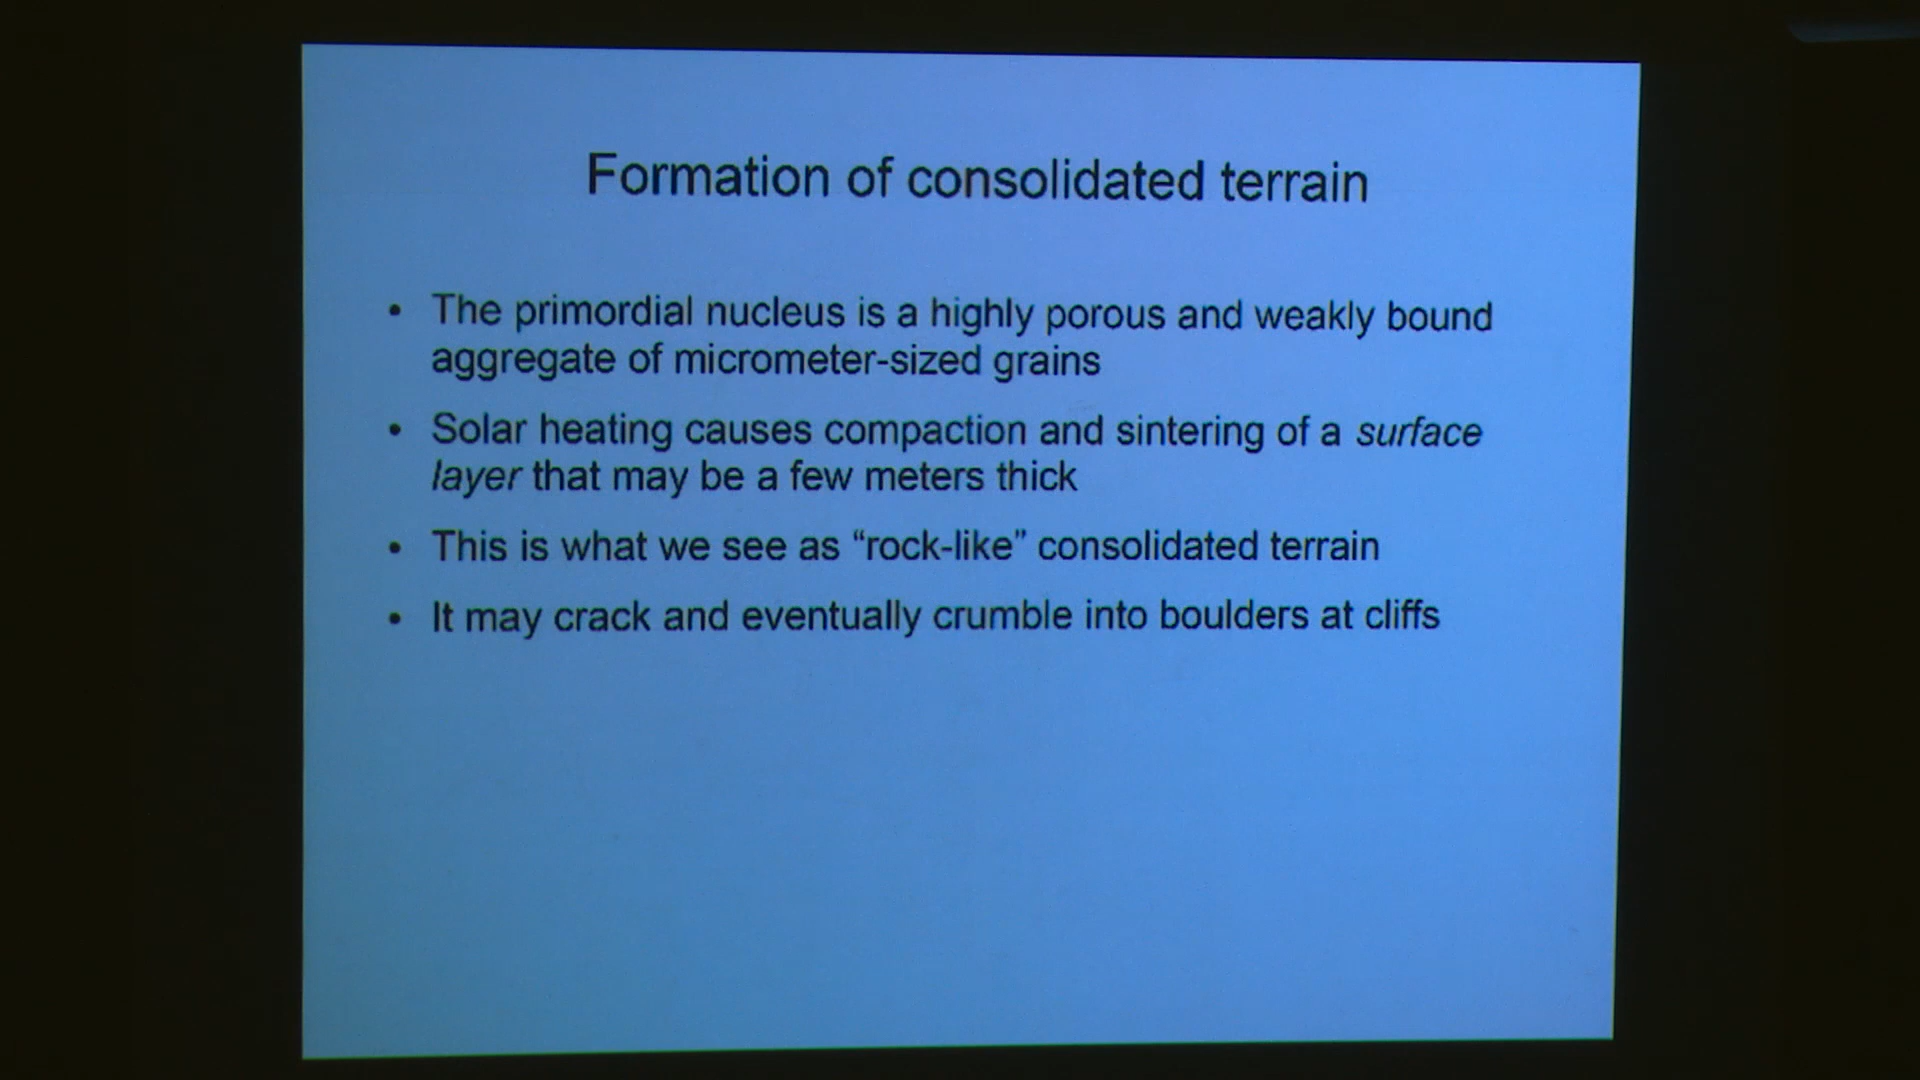 Formation of consolidated terrain
• The primordial nucleus is a highly porous and weakly bound
aggregate of micrometer-sized grains
• Solar heating causes compaction and sintering of a surface
layer that may be a few meters thick
• This is what we see as “rock-like” consolidated terrain
• It may crack and eventually crumble into boulders at cliffs